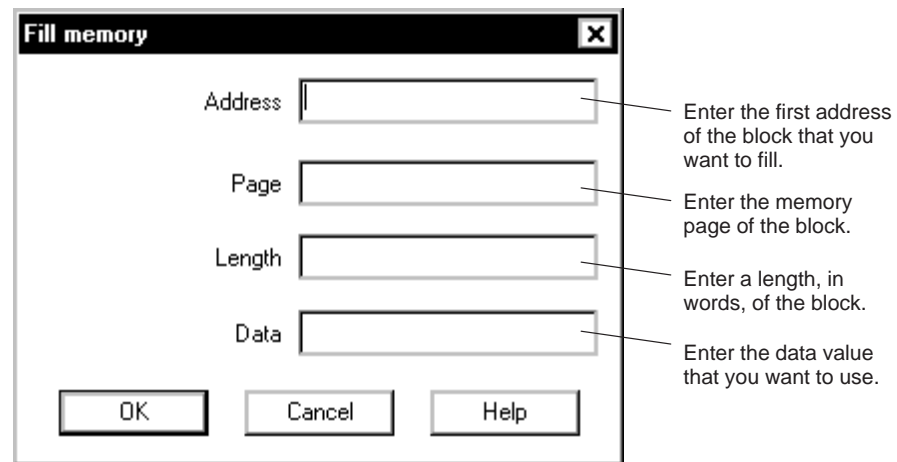 Fill memory
Address
Enter the first address
of the block that you
want to fill.
Page
Enter the memory
page of the block.
Length
Enter a length, in
words, of the block.
Data
Enter the data value
that you want to use.
OK
Cancel
Help